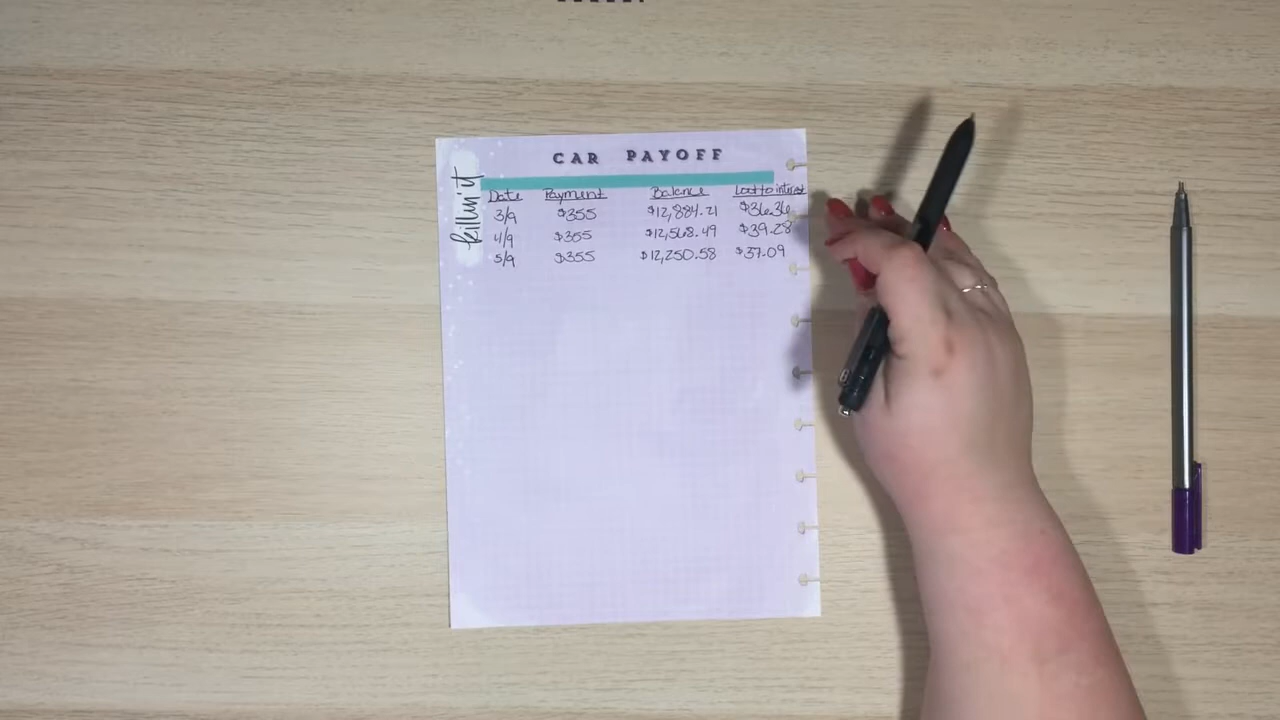 CAR PAYOFF
killin' it
Date Payment Balance Lost to interest
3/9 $355 $12,884.21 $36.36
4/9 $355 $12,568.49 $39.28
5/9 $355 $12,250.58 $37.09